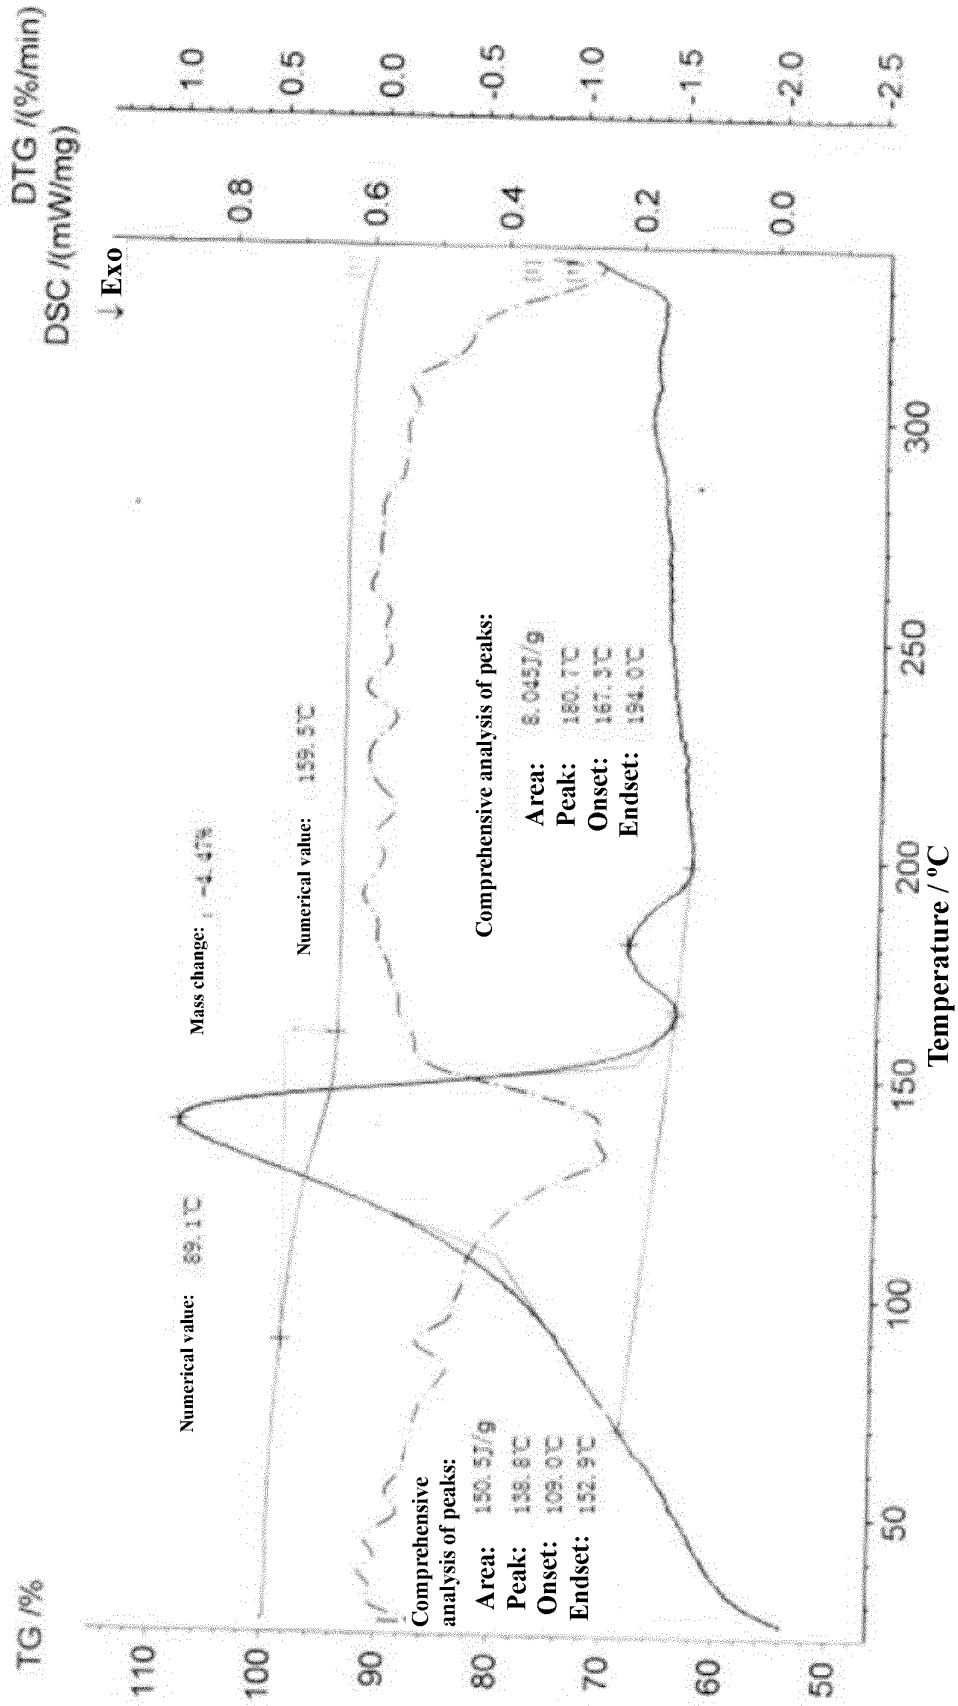 TG /%
DTG /(%/min)
DSC /(mW/mg)
↓ Exo
110
100
90
80
70
60
50
1.0
0.5
0.0
-0.5
-1.0
-1.5
-2.0
-2.5
0.8
0.6
0.4
0.2
0.0
Numerical value: 89.1℃
Mass change: -4.47%
Numerical value: 159.5℃
Comprehensive
analysis of peaks:
Area: 150.5J/g
Peak: 138.8℃
Onset: 109.0℃
Endset: 152.9℃
Comprehensive analysis of peaks:
Area: 8.045J/g
Peak: 180.7℃
Onset: 167.3℃
Endset: 194.0℃
50
100
150
200
250
300
Temperature / ºC